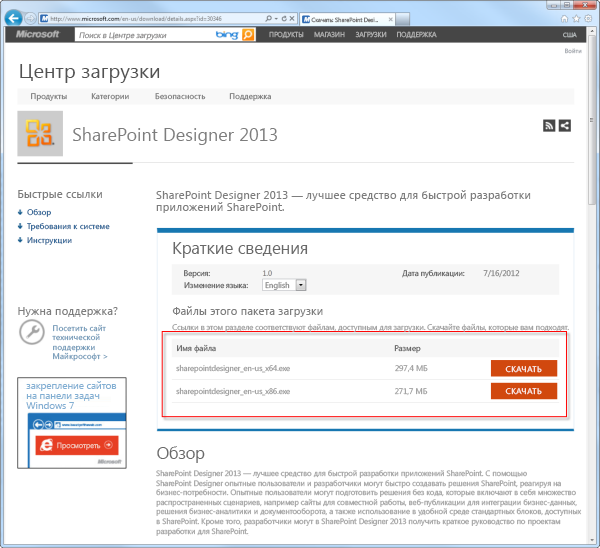 http://www.microsoft.com/en-us/download/details.aspx?id=30346
Скачать: SharePoint Desi...
Microsoft
Поиск в Центре загрузки
bing
ПРОДУКТЫ МАГАЗИН ЗАГРУЗКИ ПОДДЕРЖКА
США
Войти
Центр загрузки
Продукты Категории Безопасность Поддержка
SharePoint Designer 2013
Быстрые ссылки
Обзор
Требования к системе
Инструкции
Нужна поддержка?
Посетить сайт
технической
поддержки
Майкрософт >
закрепление сайтов
на панели задач
Windows 7
Просмотреть
Microsoft
SharePoint Designer 2013 — лучшее средство для быстрой разработки
приложений SharePoint.
Краткие сведения
Версия: 1.0 Дата публикации: 7/16/2012
Изменение языка: English
Файлы этого пакета загрузки
Ссылки в этом разделе соответствуют файлам, доступным для загрузки. Скачайте файлы, которые вам подходят.
Имя файла Размер
sharepointdesigner_en-us_x64.exe 297,4 МБ СКАЧАТЬ
sharepointdesigner_en-us_x86.exe 271,7 МБ СКАЧАТЬ
Обзор
SharePoint Designer 2013 — лучшее средство для быстрой разработки приложений SharePoint. С помощью
SharePoint Designer опытные пользователи и разработчики могут быстро создавать решения SharePoint, реагируя на
бизнес-потребности. Опытные пользователи могут подготовить решения без кода, которые включают в себя множество
распространенных сценариев, например сайты для совместной работы, веб-публикации для интеграции бизнес-данных,
решения бизнес-аналитики и документооборота, а также использование в удобной среде стандартных блоков, доступных
в SharePoint. Кроме того, разработчики могут в SharePoint Designer 2013 получить краткое руководство по проектам
разработки для SharePoint.